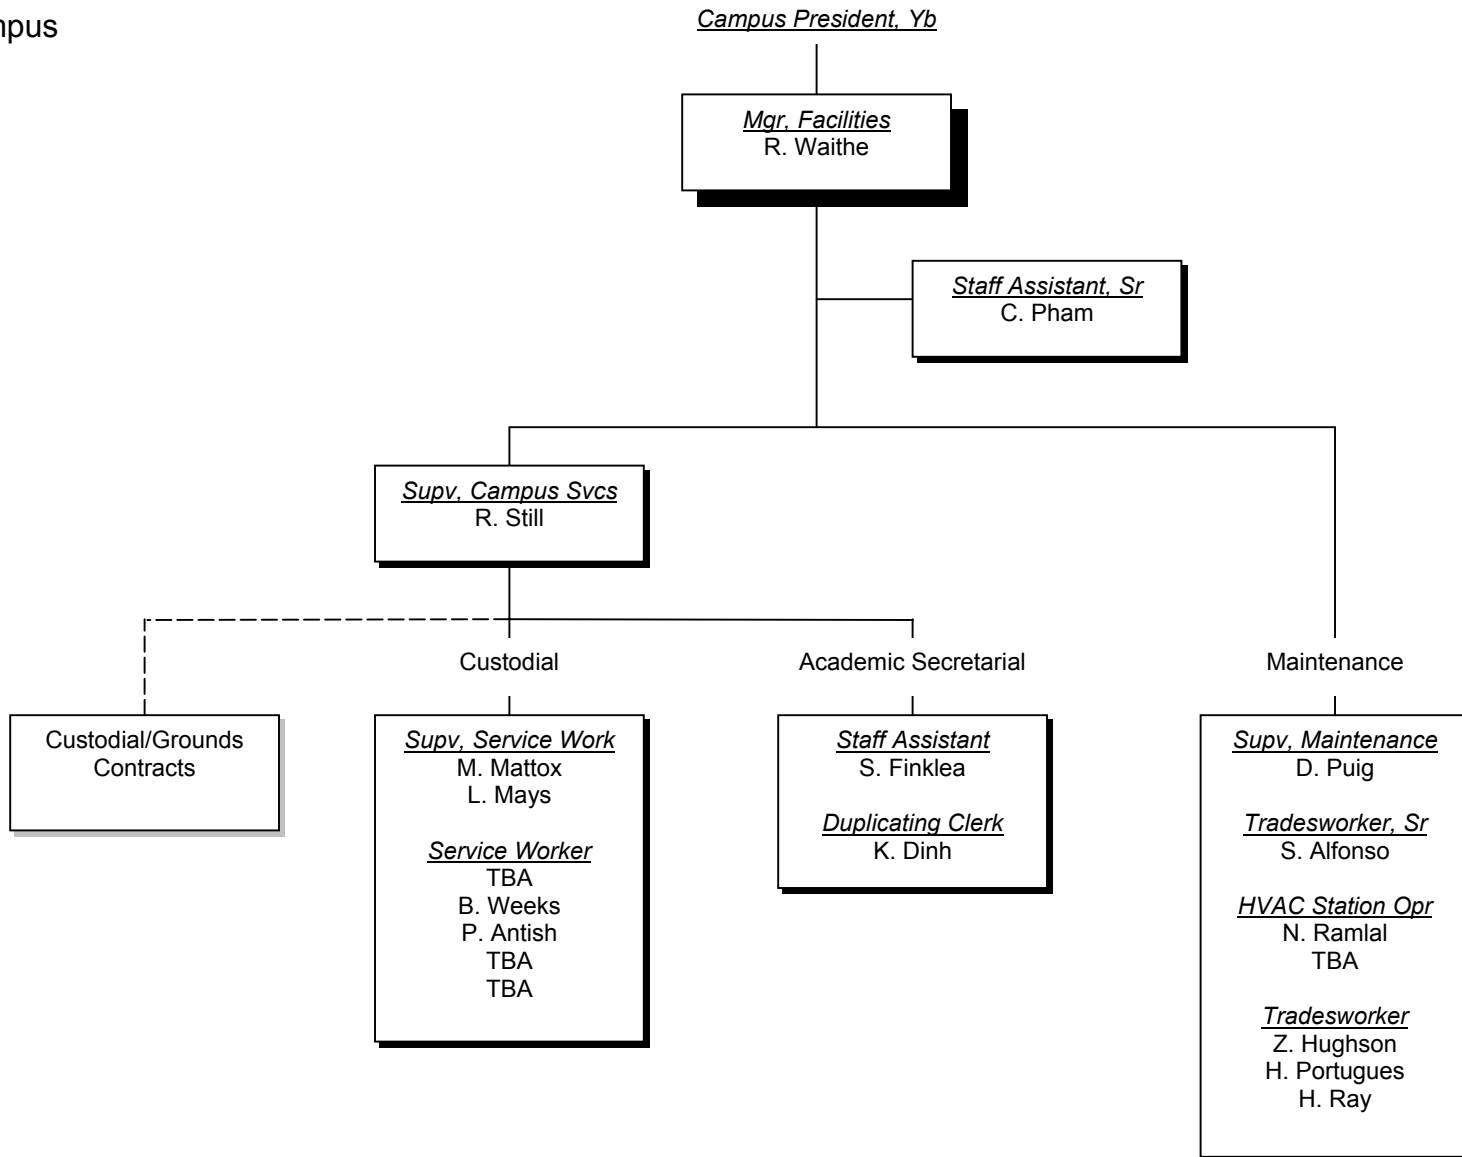 mpus
Campus President, Yb
Mgr, Facilities
R. Waithe
Staff Assistant, Sr
C. Pham
Supv, Campus Svcs
R. Still
Custodial
Academic Secretarial
Maintenance
Custodial/Grounds
Contracts
Supv, Service Work
M. Mattox
L. Mays
Service Worker
TBA
B. Weeks
P. Antish
TBA
TBA
Staff Assistant
S. Finklea
Duplicating Clerk
K. Dinh
Supv, Maintenance
D. Puig
Tradesworker, Sr
S. Alfonso
HVAC Station Opr
N. Ramlal
TBA
Tradesworker
Z. Hughson
H. Portugues
H. Ray